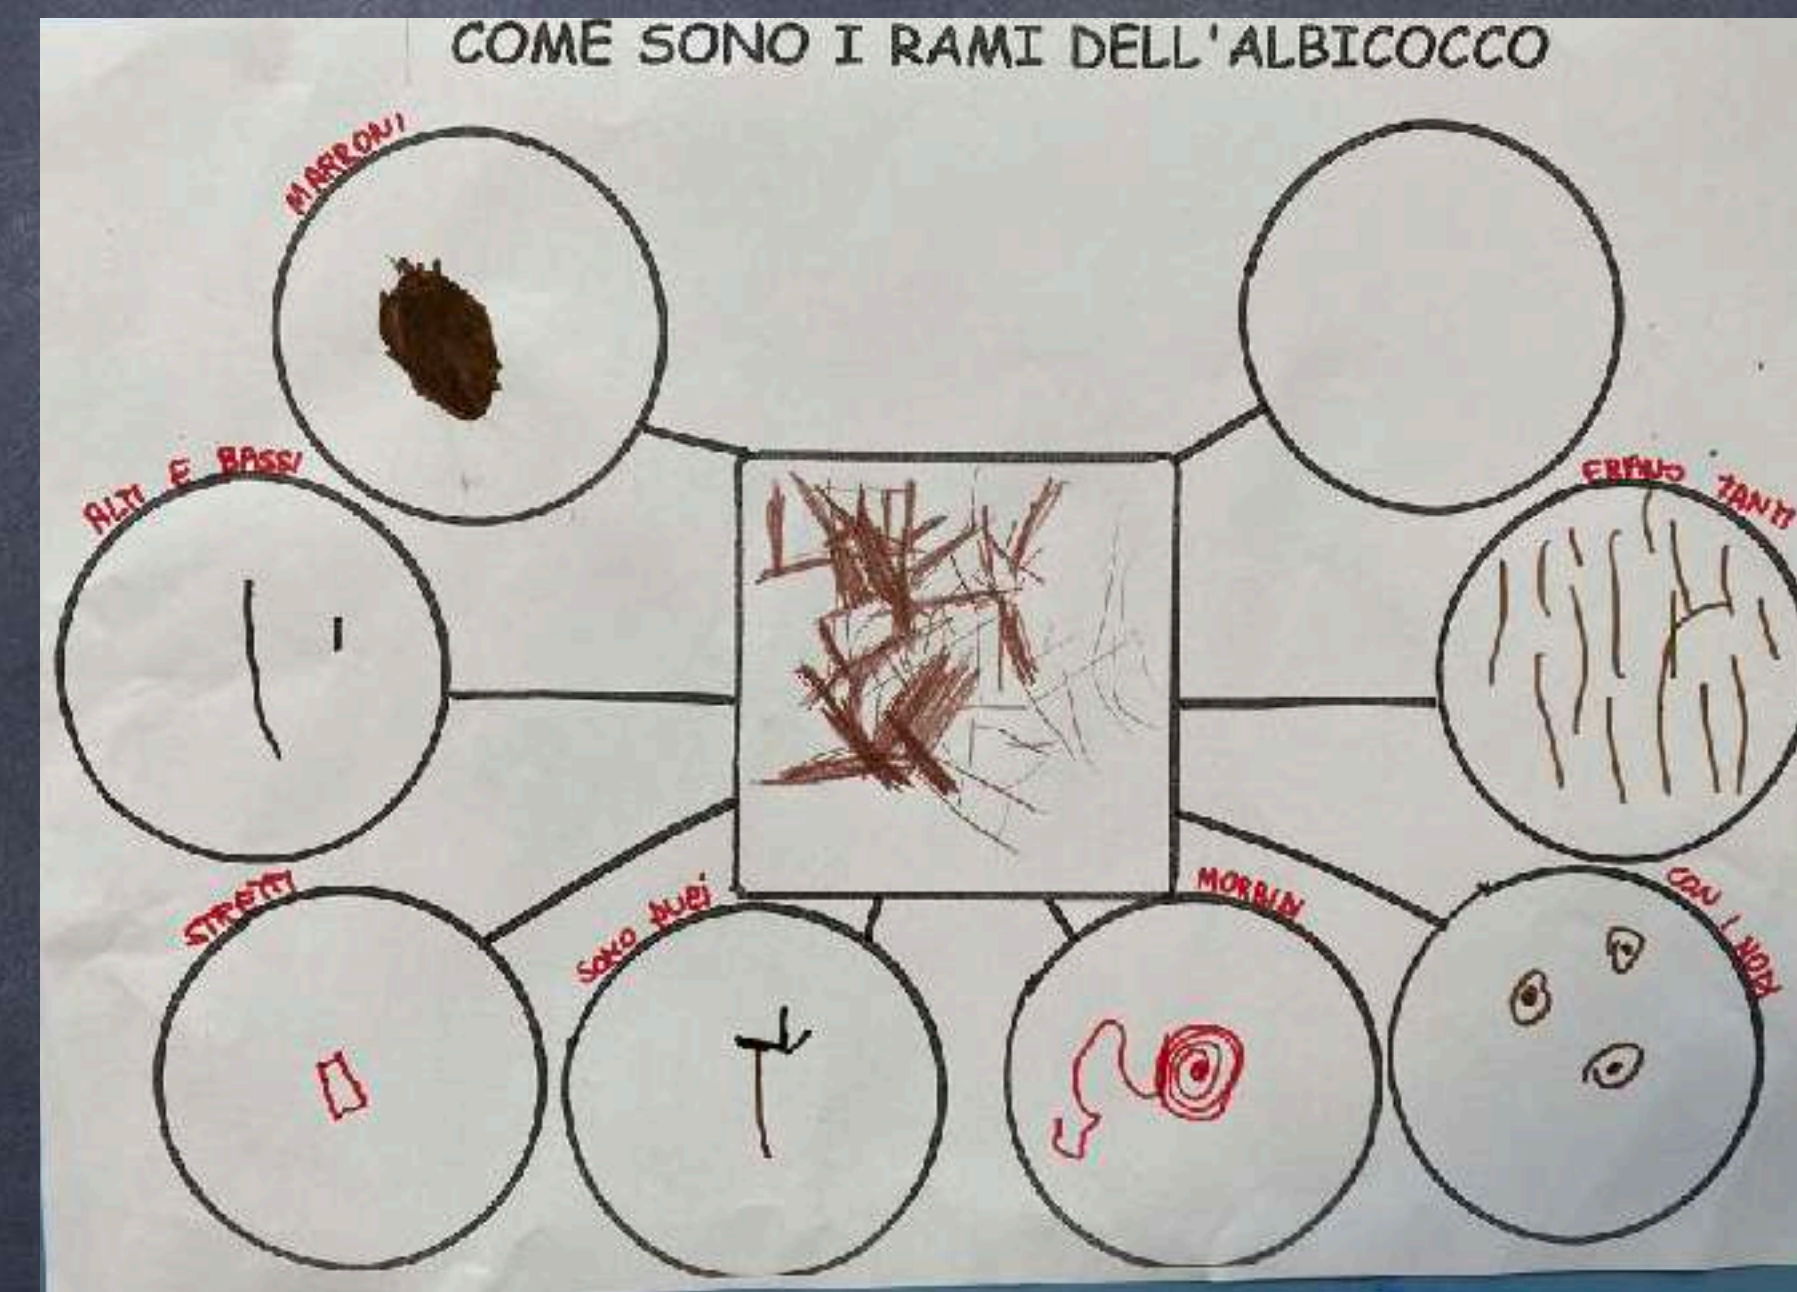 COME SONO I RAMI DELL'ALBICOCCO
MARRONI
ALTI E BASSI
ERANO TANTI
STRETTI
SONO DURI
MORBIDI
CON I NODI